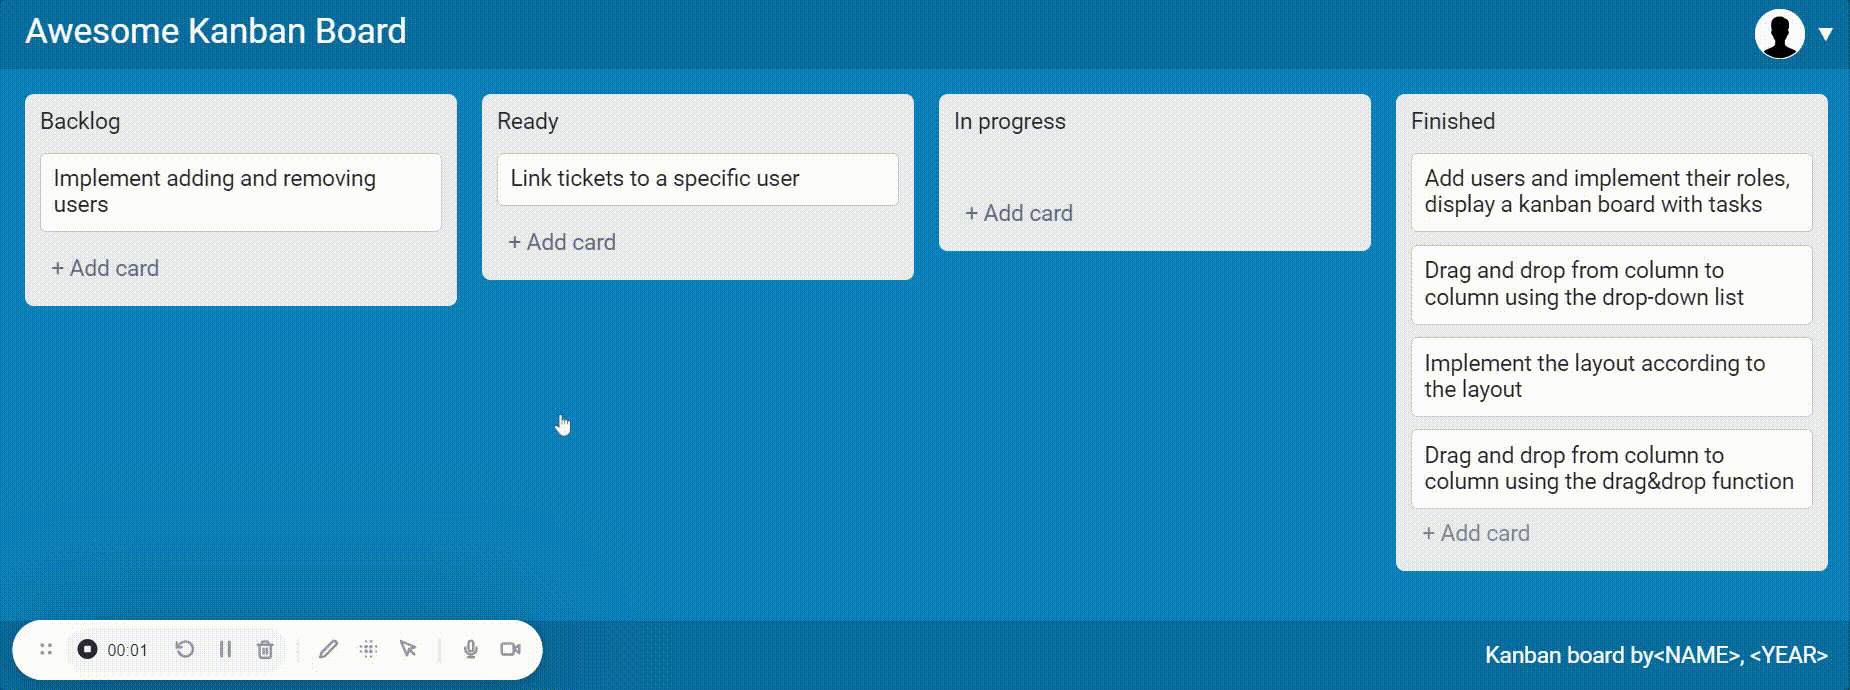 Awesome Kanban Board
Backlog
Implement adding and removing
users
+ Add card
Ready
Link tickets to a specific user
+ Add card
In progress
+ Add card
Finished
Add users and implement their roles,
display a kanban board with tasks
Drag and drop from column to
column using the drop-down list
Implement the layout according to
the layout
Drag and drop from column to
column using the drag&drop function
+ Add card
00:01
Kanban board by<NAME>, <YEAR>